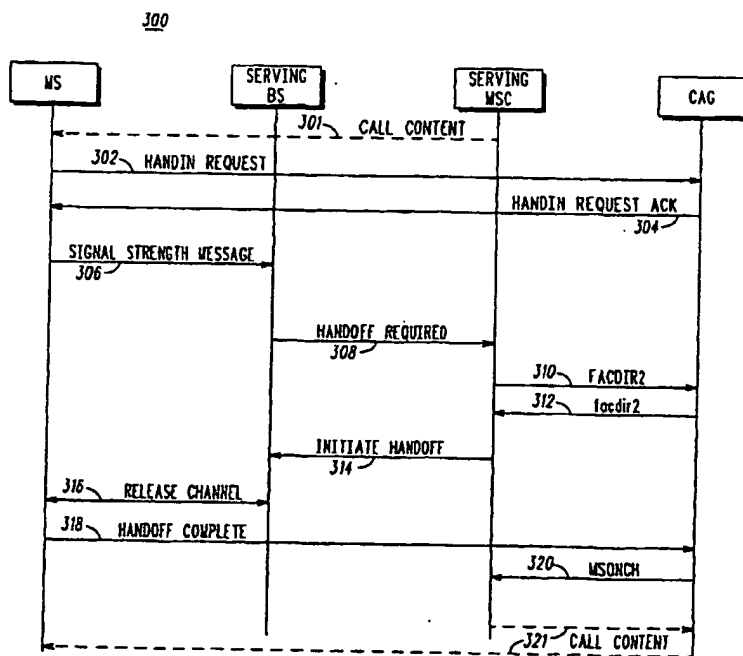 300
MS
SERVING
BS
SERVING
MSC
CAG
301 CALL CONTENT
302 HANDIN REQUEST
HANDIN REQUEST ACK
304
SIGNAL STRENGTH MESSAGE
306
HANDOFF REQUIRED
308
310 FACDIR2
312 facdir2
INITIATE HANDOFF
314
316 RELEASE CHANNEL
318 HANDOFF COMPLETE
320 MSONCH
321 CALL CONTENT